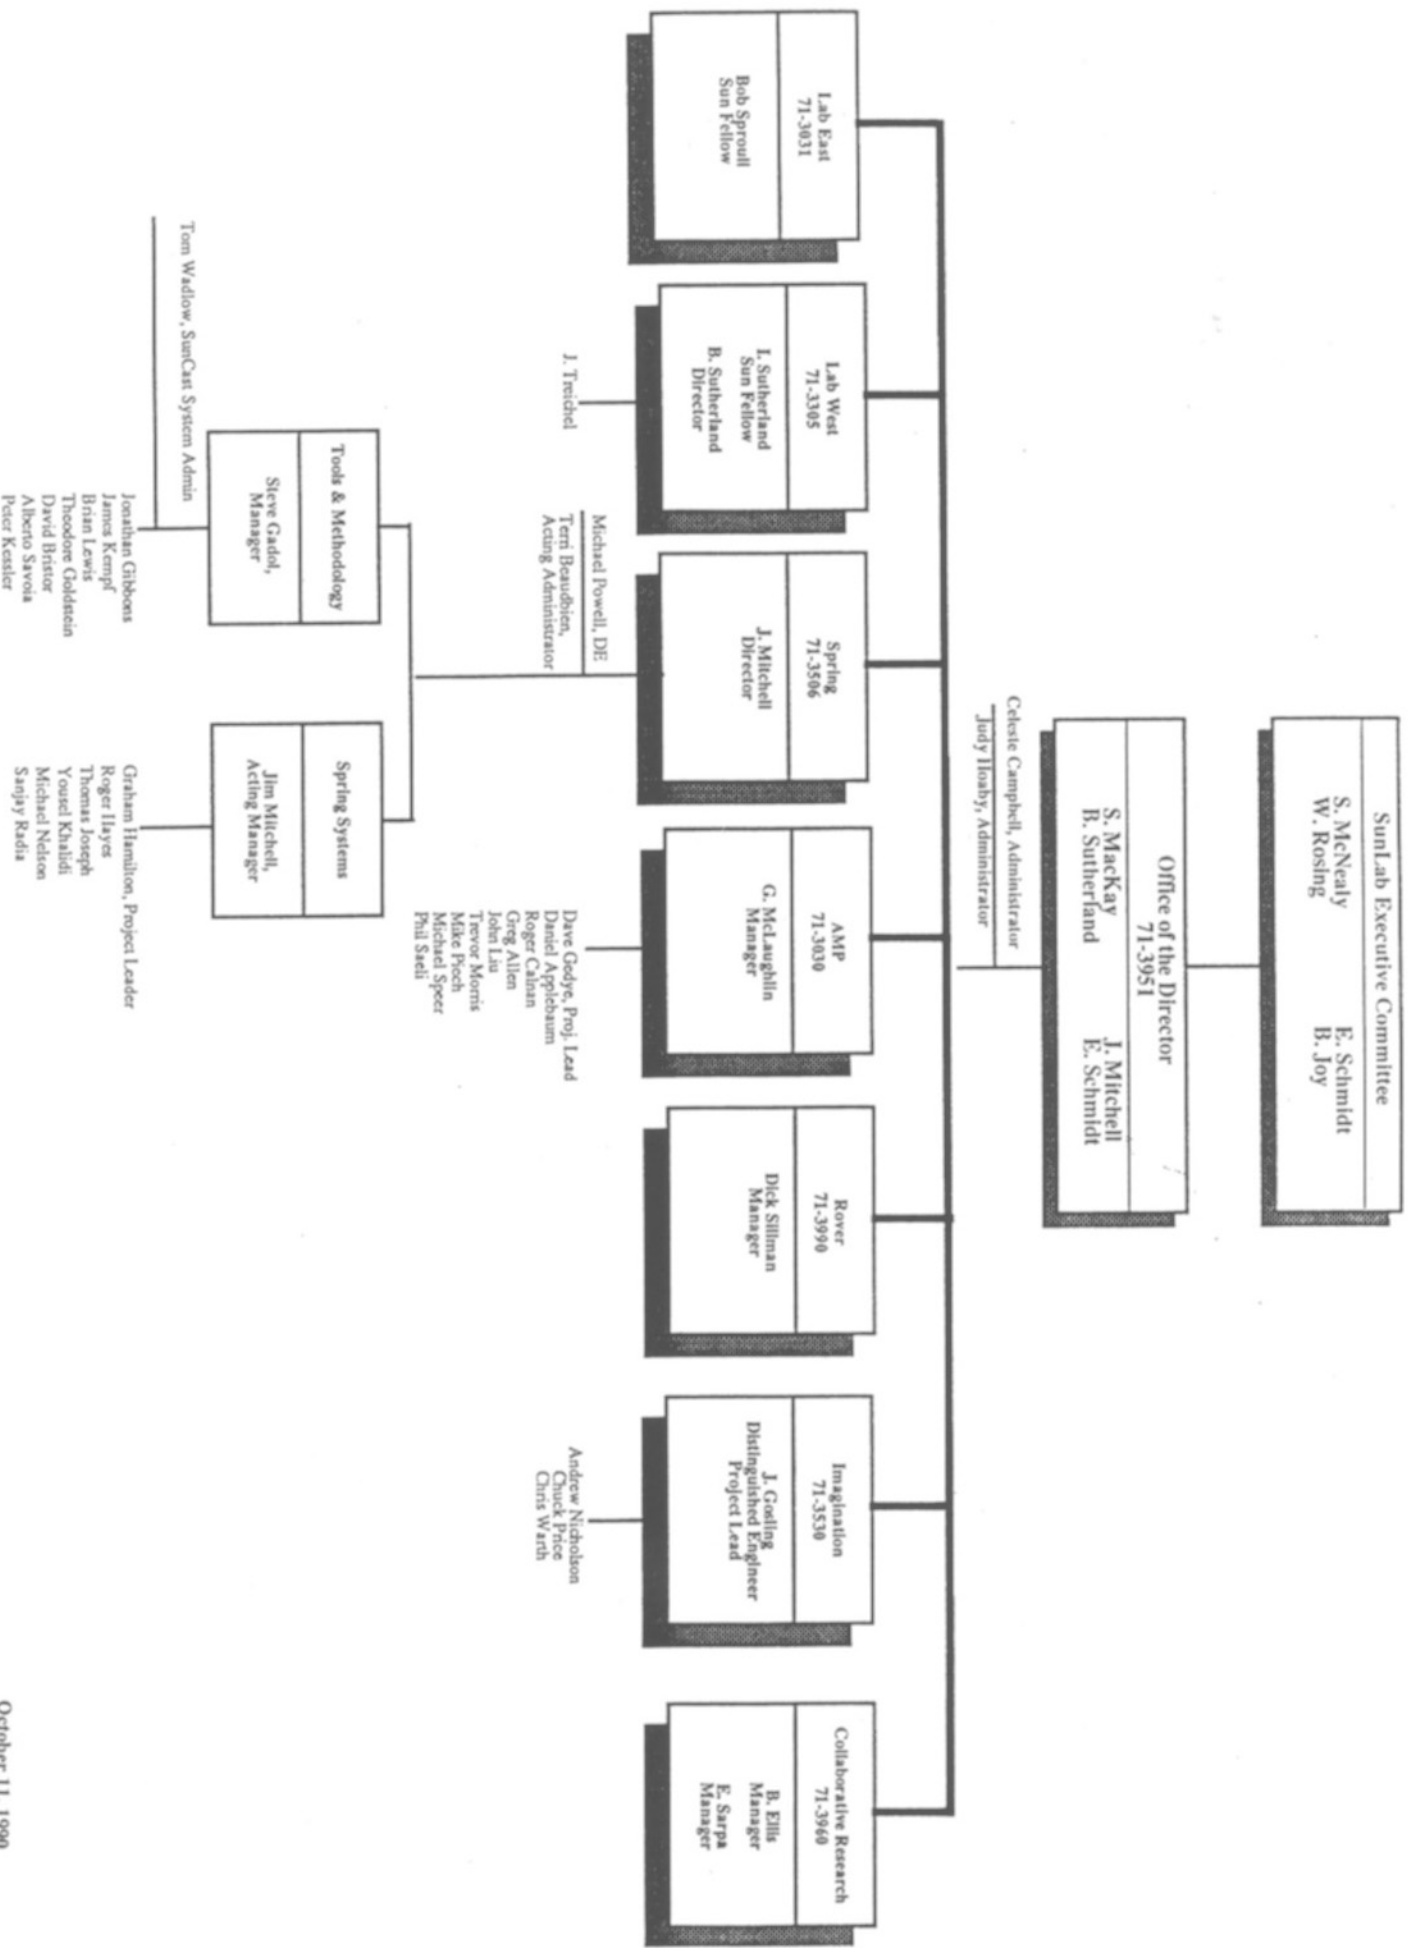 SunLab Executive Committee
S. McNealy
W. Rosing
E. Schmidt
B. Joy
Office of the Director
71-3951
S. MacKay
B. Sutherland
J. Mitchell
E. Schmidt
Celeste Campbell, Administrator
Judy Hoaby, Administrator
Lab East
71-3031
Bob Sproull
Sun Fellow
Lab West
71-3305
I. Sutherland
Sun Fellow
B. Sutherland
Director
J. Treichel
Spring
71-3506
J. Mitchell
Director
Michael Powell, DE
Terri Beaudbien,
Acting Administrator
AMP
71-3030
G. McLaughlin
Manager
Dave Gedye, Proj. Lead
Daniel Applebaum
Roger Calnan
Greg Allen
John Liu
Trevor Morris
Mike Pioch
Michael Speer
Phil Saeli
Rover
71-3990
Dick Sillman
Manager
Imagination
71-3530
J. Gosling
Distinguished Engineer
Project Lead
Andrew Nicholson
Chuck Price
Chris Warth
Collaborative Research
71-3960
B. Ellis
Manager
E. Sarpa
Manager
Tools & Methodology
Steve Gadol,
Manager
Tom Wadlow, SunCast System Admin
Jonathan Gibbons
James Kempf
Brian Lewis
Theodore Goldstein
David Bristor
Alberto Savoia
Peter Kessler
Spring Systems
Jim Mitchell,
Acting Manager
Graham Hamilton, Project Leader
Roger Hayes
Thomas Joseph
Yousef Khalidi
Michael Nelson
Sanjay Radia
October 11, 1990